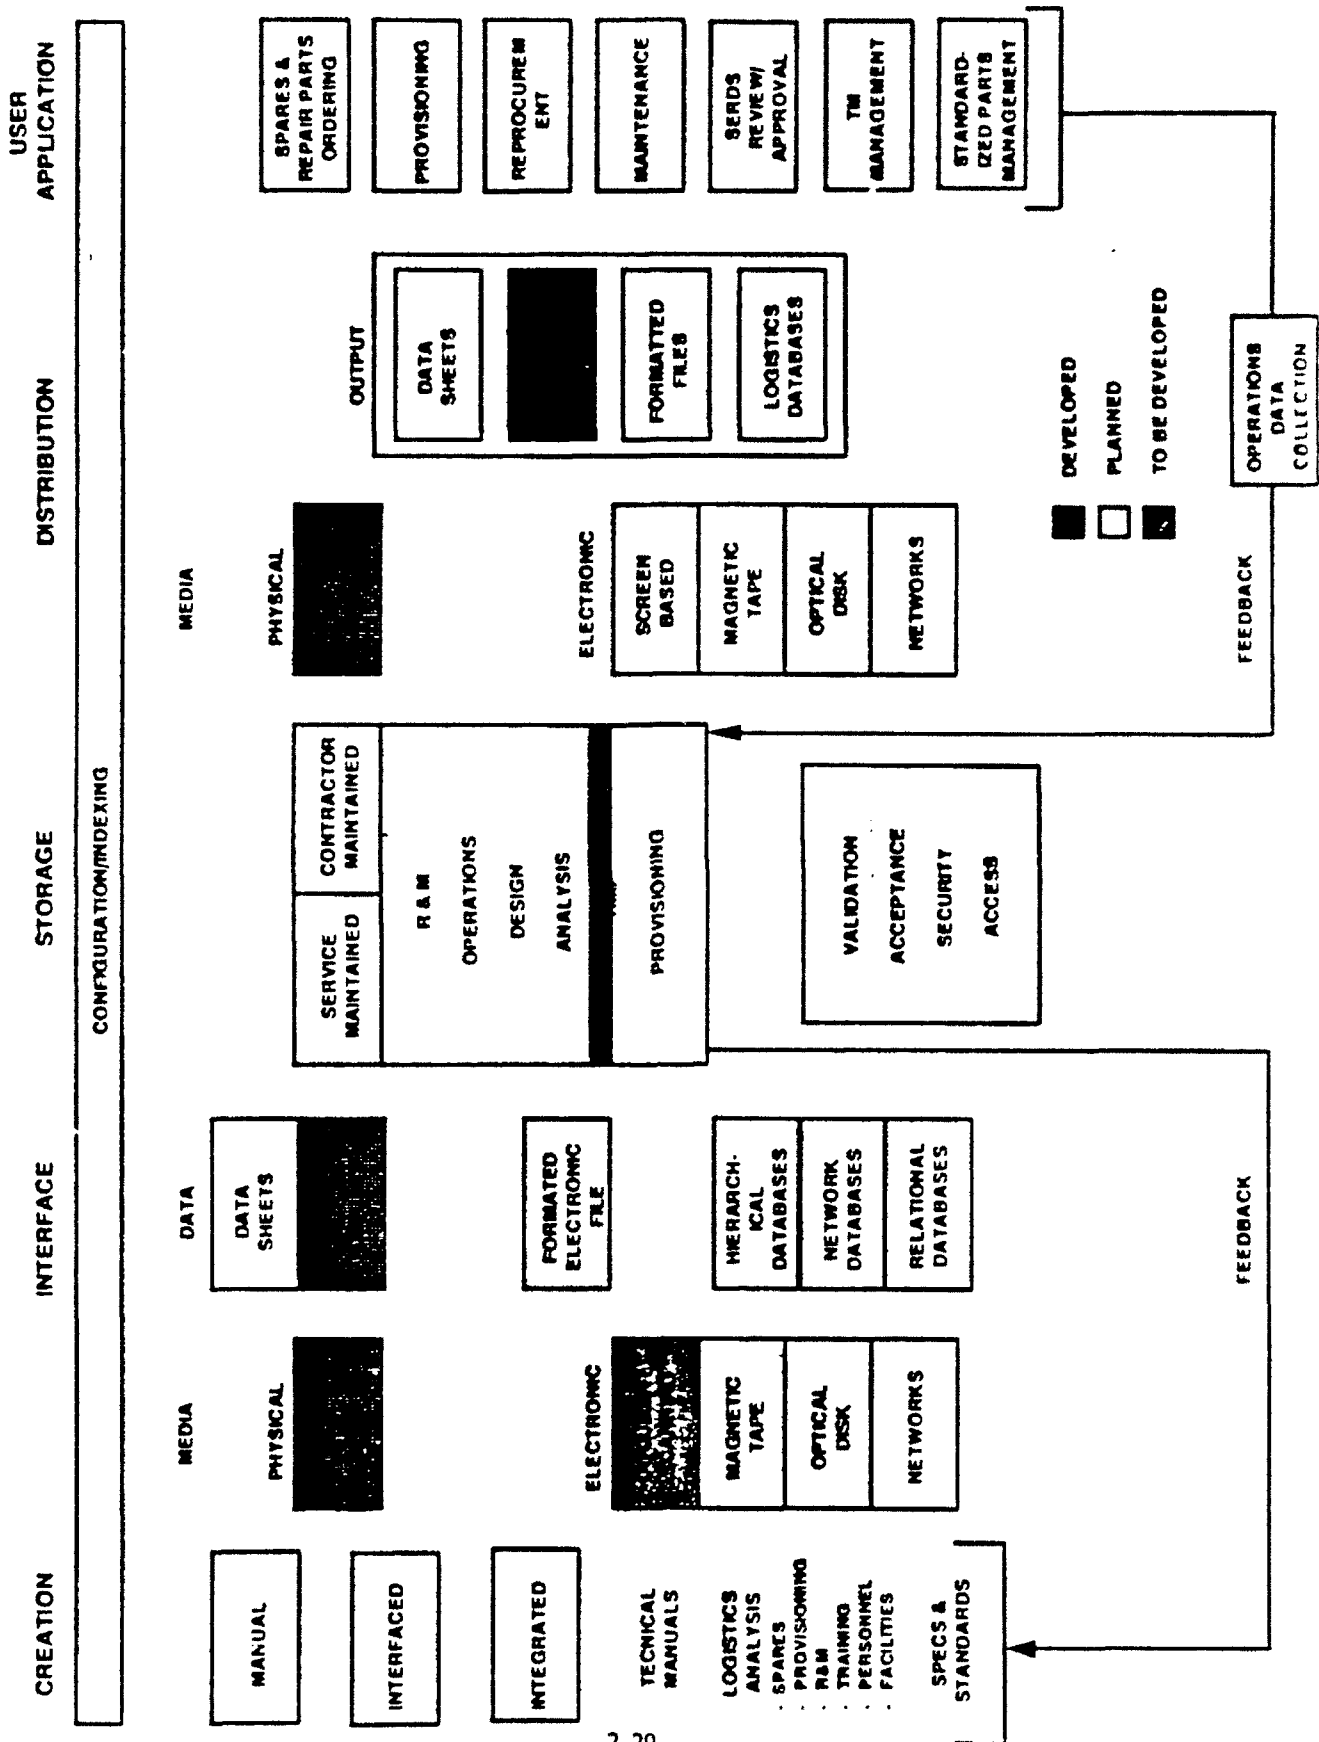 CREATION
INTERFACE
STORAGE
DISTRIBUTION
USER
APPLICATION
CONFIGURATION/INDEXING
MANUAL
INTERFACED
INTEGRATED
TECNICAL
MANUALS
LOGISTICS
ANALYSIS
. SPARES
. PROVISIONING
. R&M
. TRAINING
. PERSONNEL
. FACILITIES
SPECS &
STANDARDS
MEDIA
PHYSICAL
ELECTRONIC
MAGNETIC
TAPE
OPTICAL
DISK
NETWORKS
DATA
DATA
SHEETS
FORMATED
ELECTRONIC
FILE
HIERARCH-
ICAL
DATABASES
NETWORK
DATABASES
RELATIONAL
DATABASES
SERVICE
MAINTAINED
CONTRACTOR
MAINTAINED
R & M
OPERATIONS
DESIGN
ANALYSIS
PROVISIONING
VALIDATION
ACCEPTANCE
SECURITY
ACCESS
MEDIA
PHYSICAL
ELECTRONIC
SCREEN
BASED
MAGNETIC
TAPE
OPTICAL
DISK
NETWORKS
OUTPUT
DATA
SHEETS
FORMATTED
FILES
LOGISTICS
DATABASES
SPARES &
REPAIR PARTS
ORDERING
PROVISIONING
REPROCUREM
ENT
MAINTENANCE
SERDS
REVIEW/
APPROVAL
TM
MANAGEMENT
STANDARD-
IZED PARTS
MANAGEMENT
DEVELOPED
PLANNED
TO BE DEVELOPED
FEEDBACK
FEEDBACK
OPERATIONS
DATA
COLLECTION